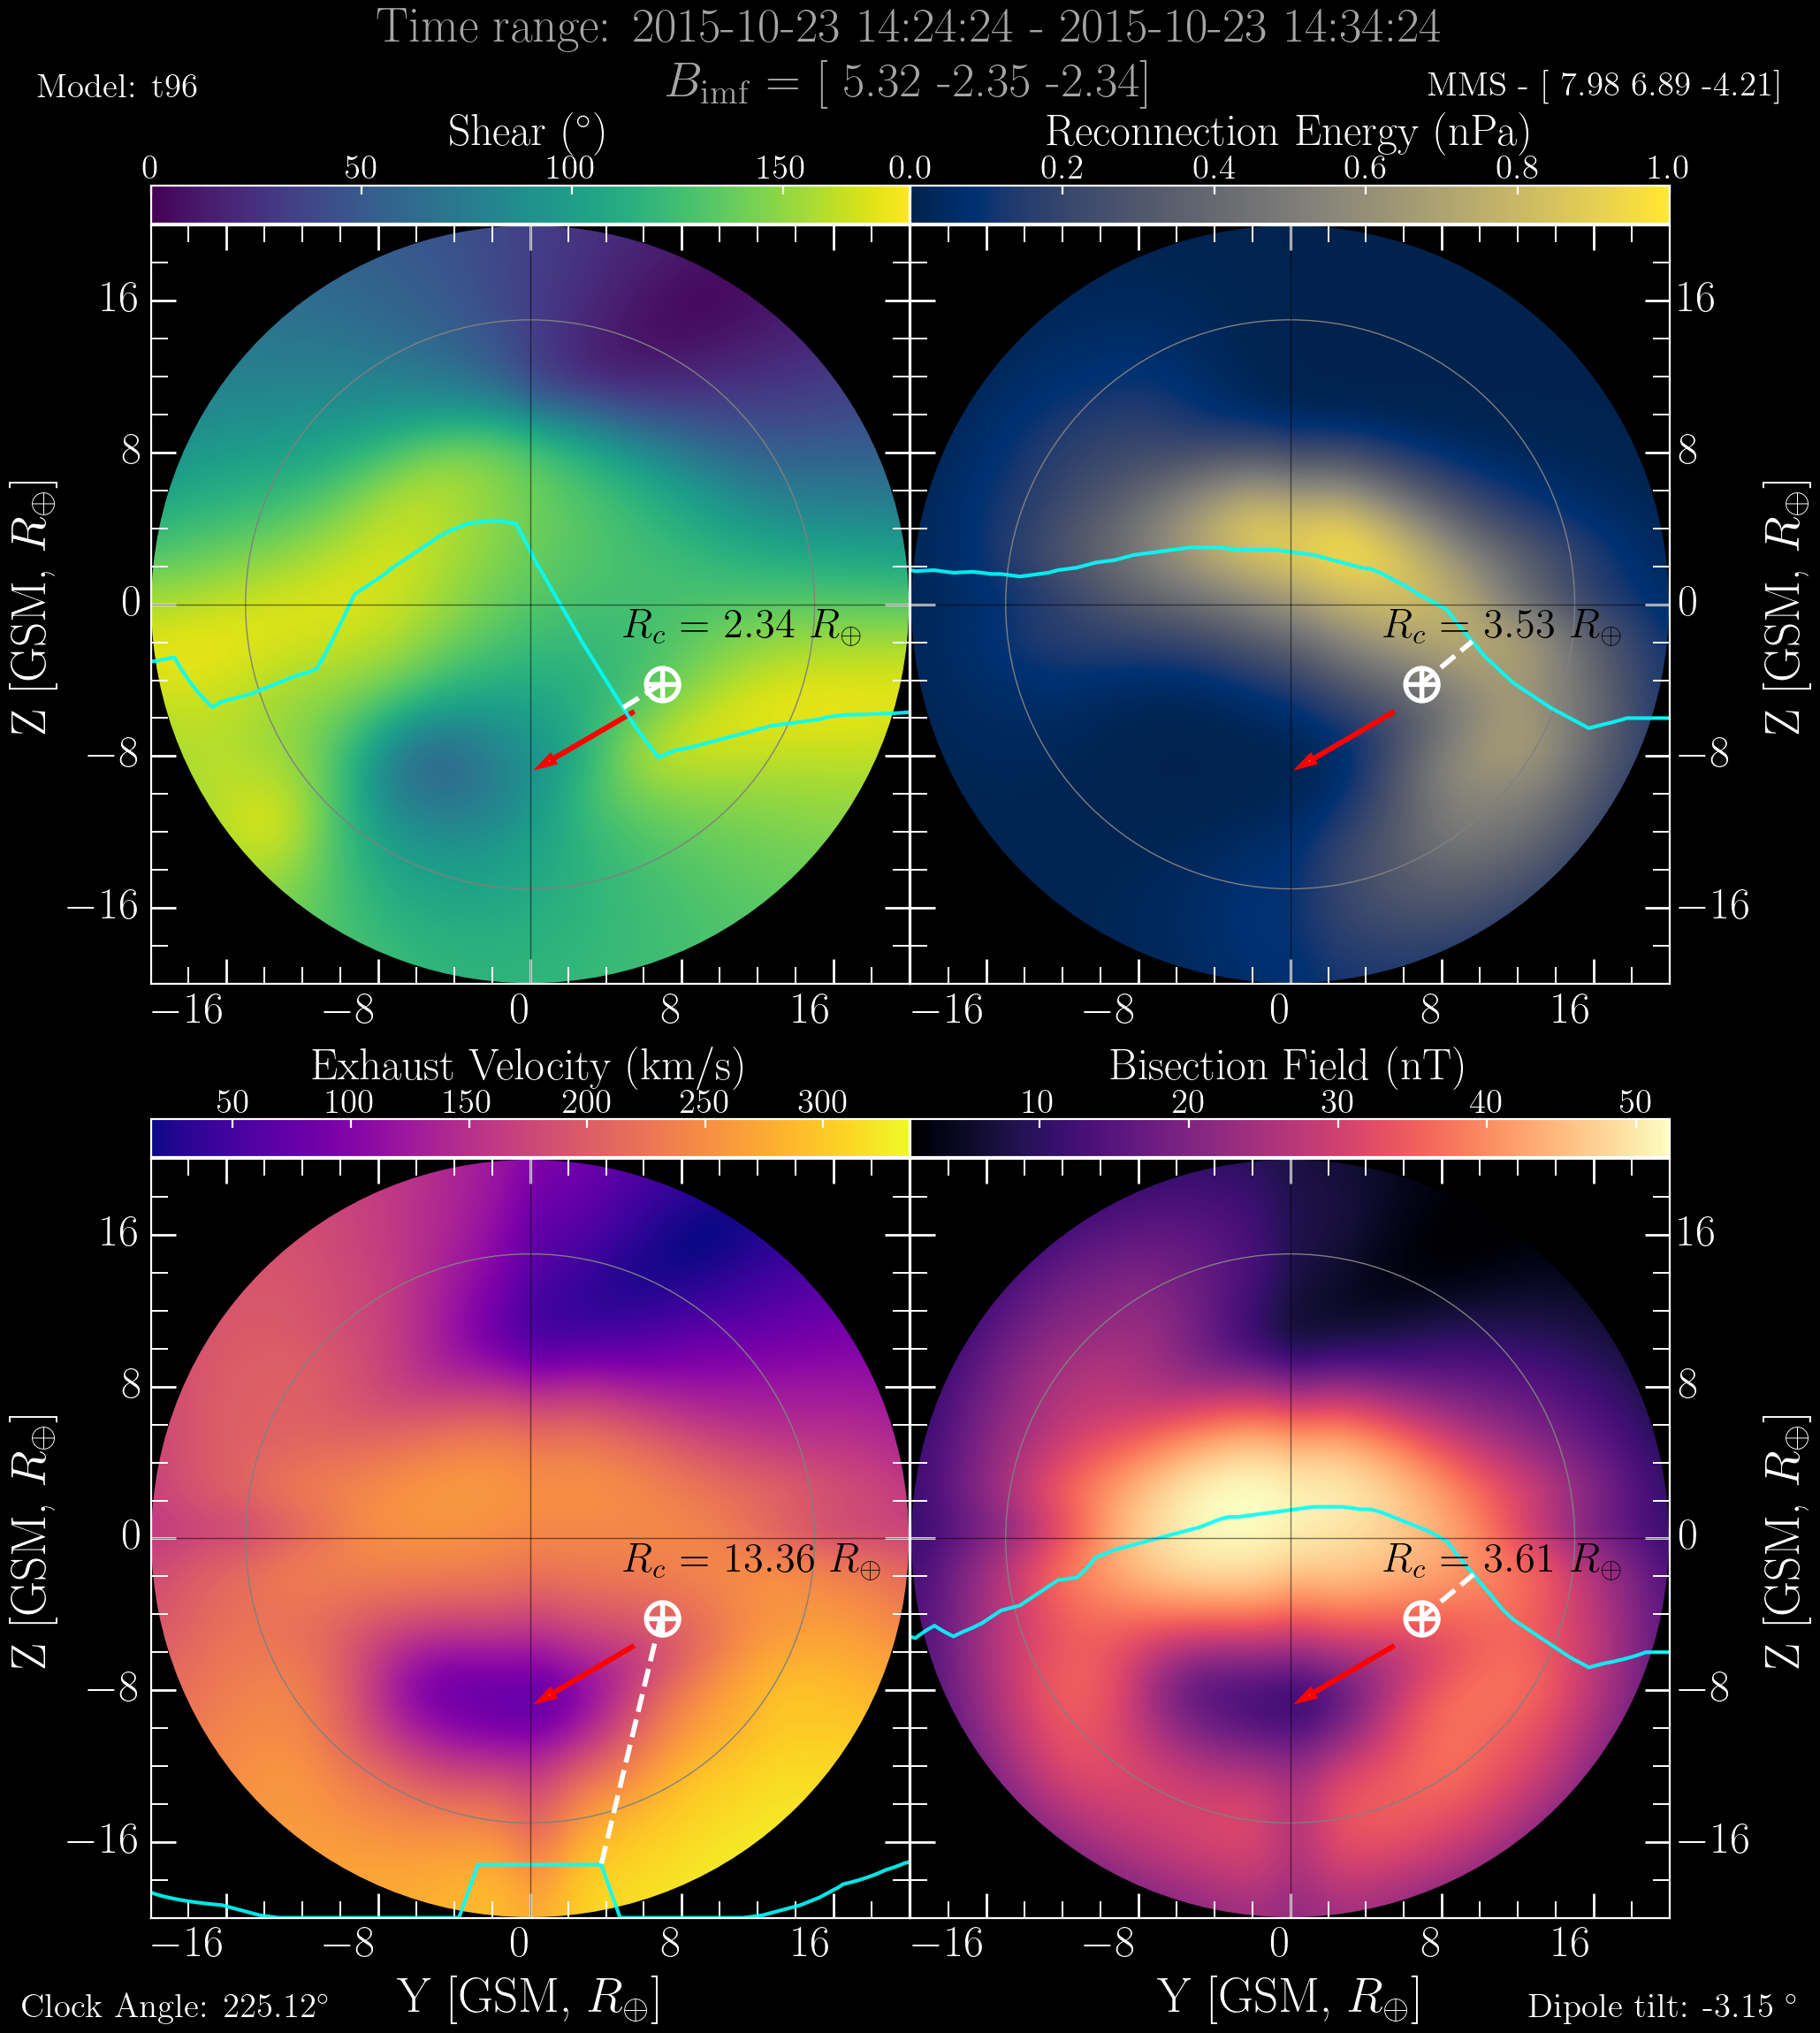 Time range: 2015-10-23 14:24:24 - 2015-10-23 14:34:24
Model: t96
B_imf = [ 5.32 -2.35 -2.34]
MMS - [ 7.98 6.89 -4.21]
Shear (°)
0 50 100 150
Reconnection Energy (nPa)
0.0 0.2 0.4 0.6 0.8 1.0
Z [GSM, R⊕]
16
8
0
−8
−16
R_c = 2.34 R⊕
−16 −8 0 8 16
R_c = 3.53 R⊕
16
8
0
−8
−16
Z [GSM, R⊕]
−16 −8 0 8 16
Exhaust Velocity (km/s)
50 100 150 200 250 300
Bisection Field (nT)
10 20 30 40 50
Z [GSM, R⊕]
16
8
0
−8
−16
R_c = 13.36 R⊕
−16 −8 0 8 16
Y [GSM, R⊕]
R_c = 3.61 R⊕
16
8
0
−8
−16
Z [GSM, R⊕]
−16 −8 0 8 16
Y [GSM, R⊕]
Clock Angle: 225.12°
Dipole tilt: -3.15 °